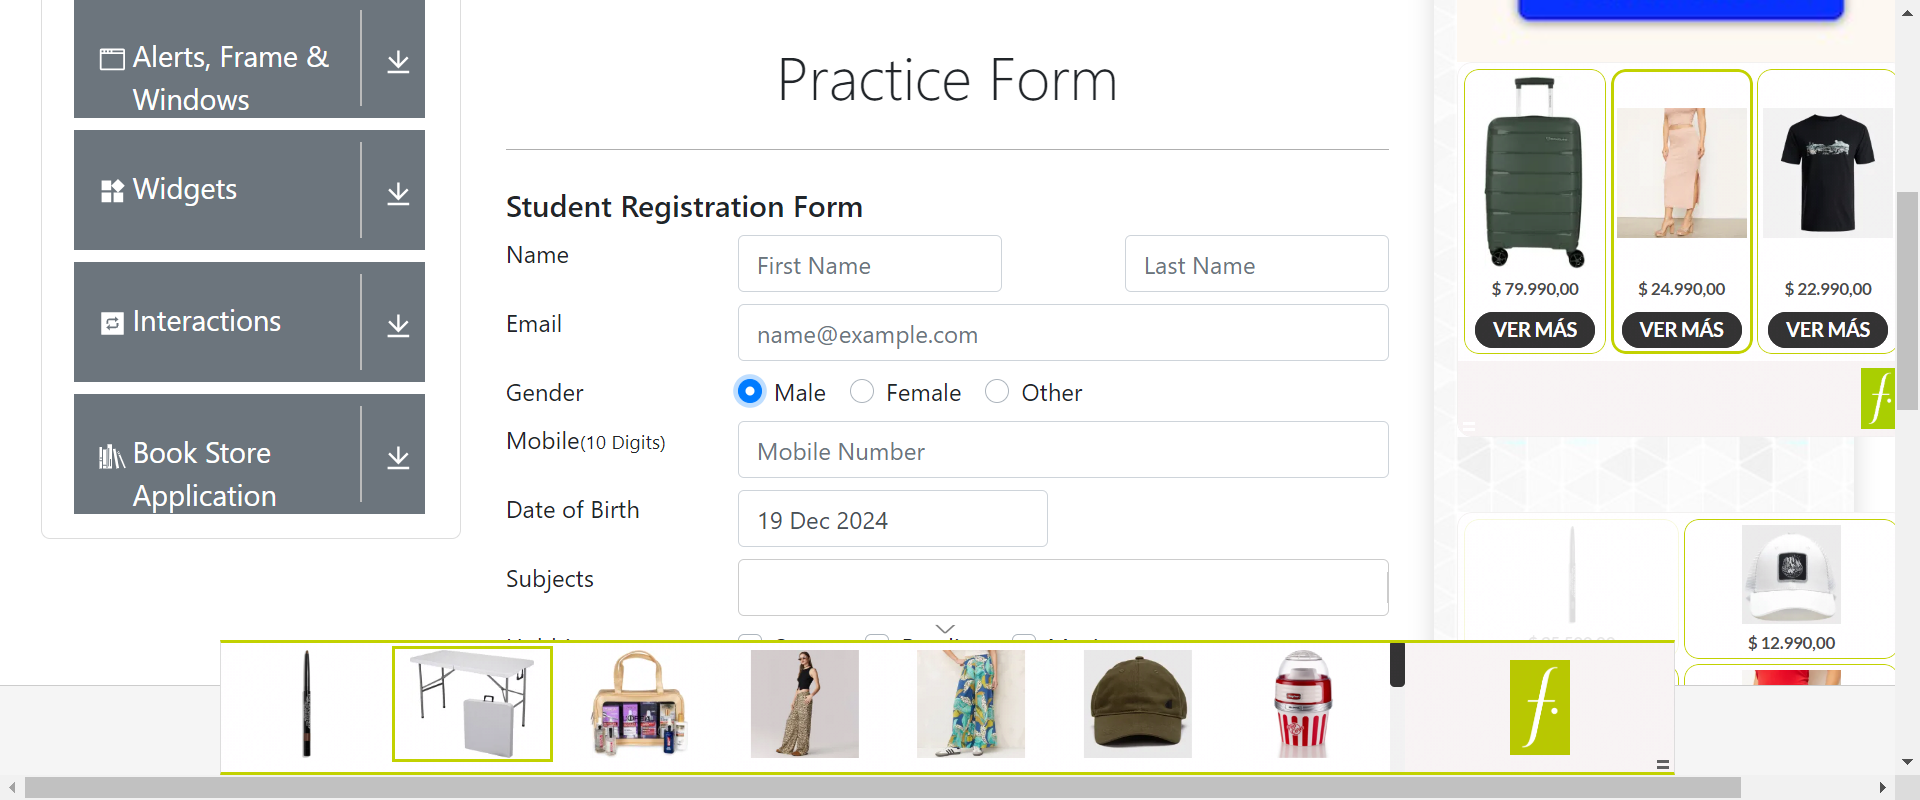 Alerts, Frame &
Windows
Widgets
Interactions
Book Store
Application
Practice Form
Student Registration Form
Name
First Name
Last Name
Email
name@example.com
Gender
Male
Female
Other
Mobile(10 Digits)
Mobile Number
Date of Birth
19 Dec 2024
Subjects
$ 79.990,00
$ 24.990,00
$ 22.990,00
VER MÁS
VER MÁS
VER MÁS
f.
$ 12.990,00
f.